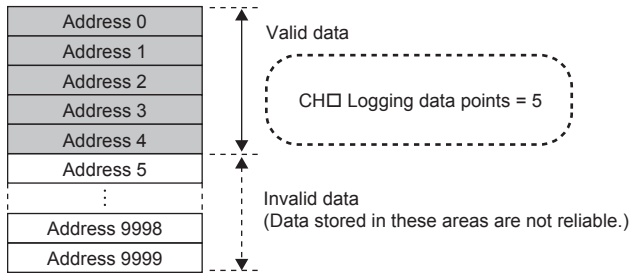 Address 0
Address 1
Address 2
Address 3
Address 4
Address 5
⋮
Address 9998
Address 9999
Valid data
CH□ Logging data points = 5
Invalid data
(Data stored in these areas are not reliable.)